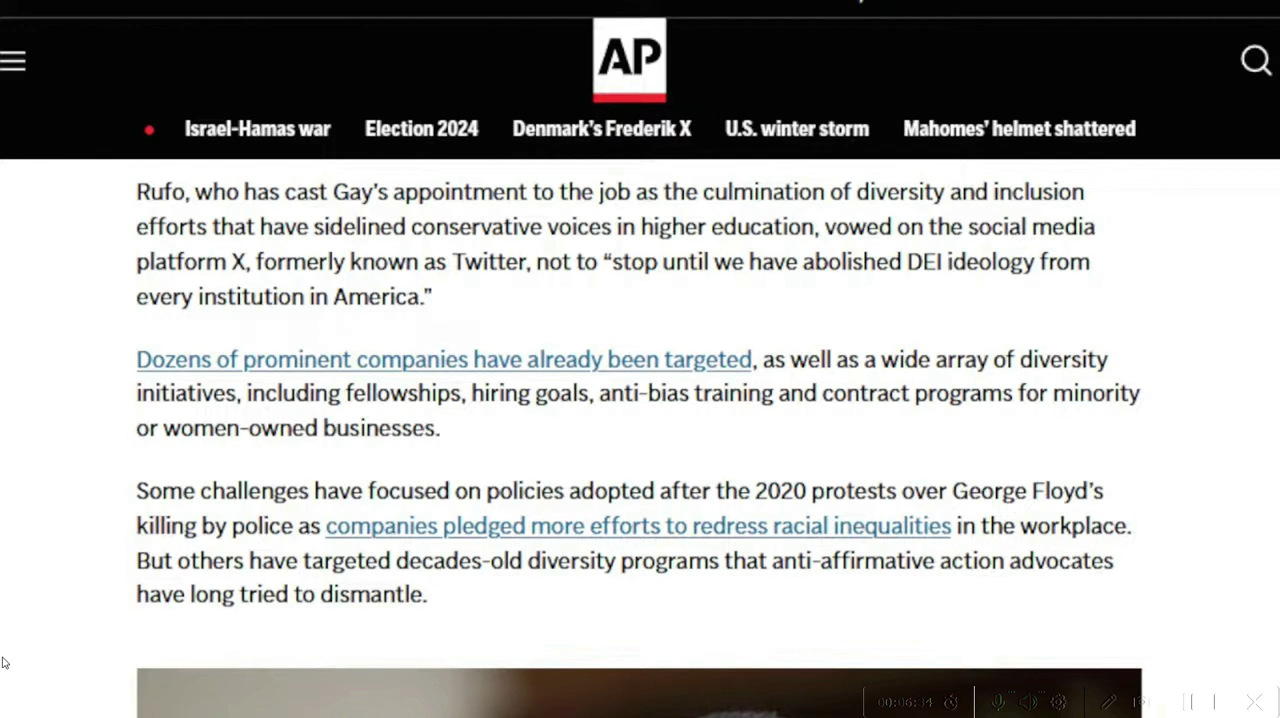 AP
Israel-Hamas war Election 2024 Denmark's Frederik X U.S. winter storm Mahomes' helmet shattered
Rufo, who has cast Gay's appointment to the job as the culmination of diversity and inclusion
efforts that have sidelined conservative voices in higher education, vowed on the social media
platform X, formerly known as Twitter, not to “stop until we have abolished DEI ideology from
every institution in America.”
Dozens of prominent companies have already been targeted, as well as a wide array of diversity
initiatives, including fellowships, hiring goals, anti-bias training and contract programs for minority
or women-owned businesses.
Some challenges have focused on policies adopted after the 2020 protests over George Floyd's
killing by police as companies pledged more efforts to redress racial inequalities in the workplace.
But others have targeted decades-old diversity programs that anti-affirmative action advocates
have long tried to dismantle.
00:06:34